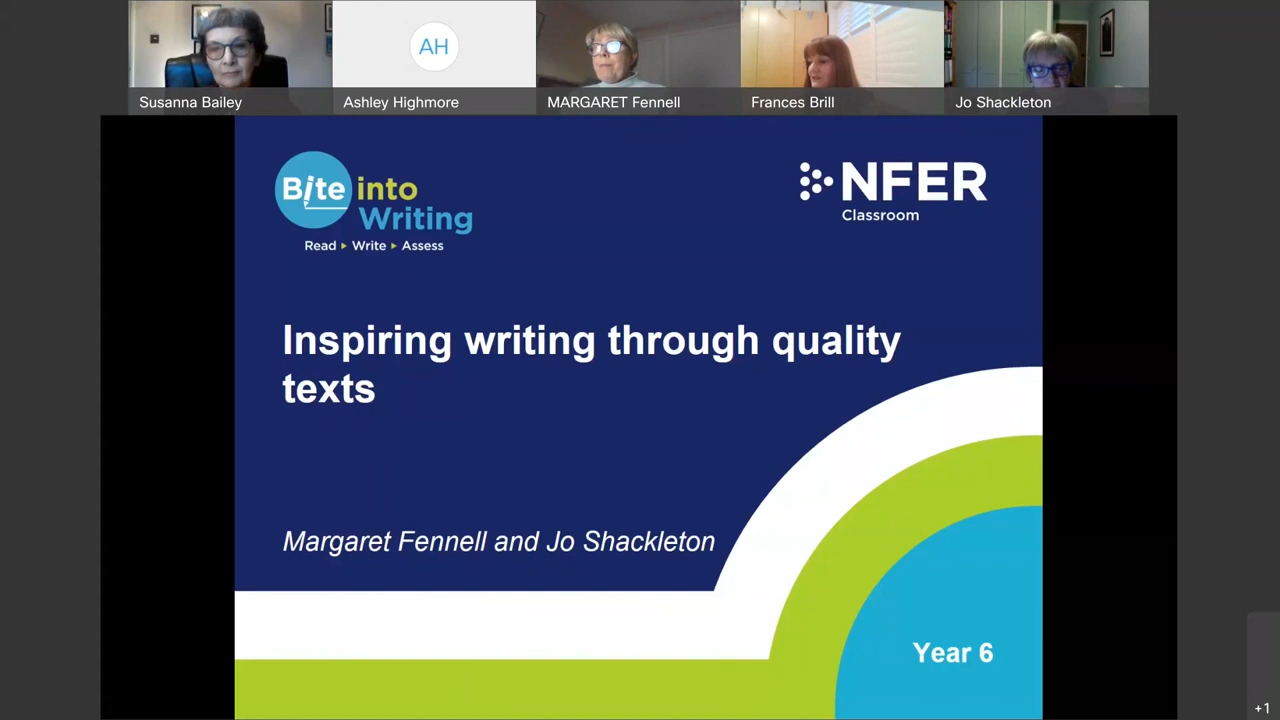 Susanna Bailey
AH
Ashley Highmore
MARGARET Fennell
Frances Brill
Jo Shackleton
Bite into
Writing
Read ▸ Write ▸ Assess
NFER
Classroom
Inspiring writing through quality
texts
Margaret Fennell and Jo Shackleton
Year 6
+1